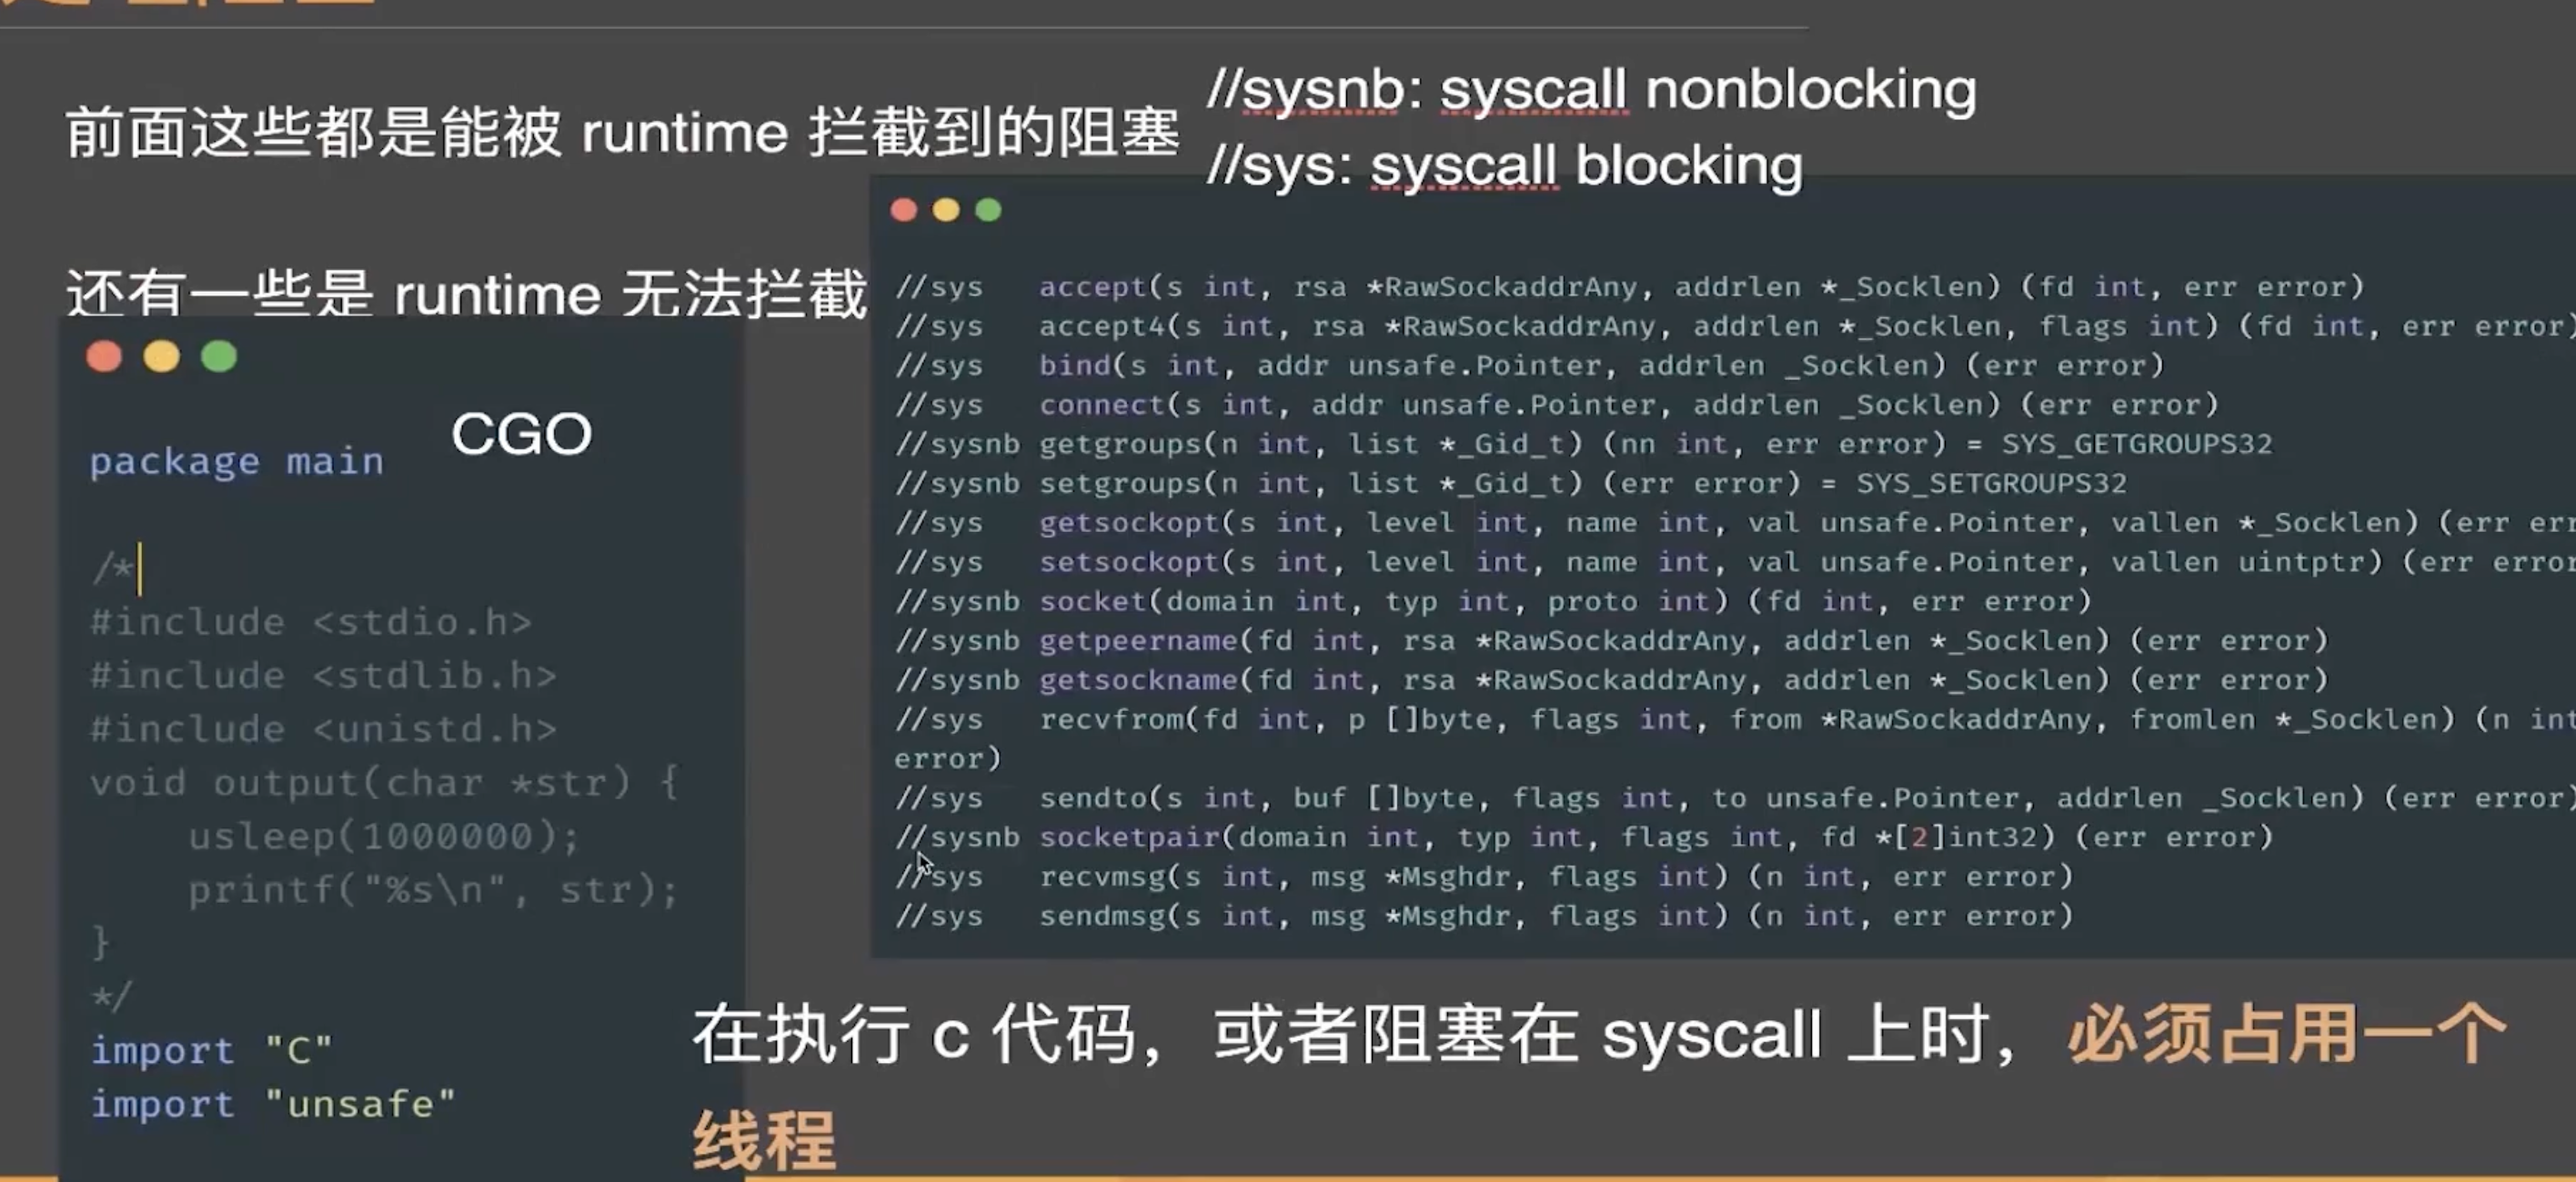 前面这些都是能被 runtime 拦截到的阻塞
//sysnb: syscall nonblocking
//sys: syscall blocking
还有一些是 runtime 无法拦截
CGO
package main
/*
#include <stdio.h>
#include <stdlib.h>
#include <unistd.h>
void output(char *str) {
    usleep(1000000);
    printf("%s\n", str);
}
*/
import "C"
import "unsafe"
//sys   accept(s int, rsa *RawSockaddrAny, addrlen *_Socklen) (fd int, err error)
//sys   accept4(s int, rsa *RawSockaddrAny, addrlen *_Socklen, flags int) (fd int, err error)
//sys   bind(s int, addr unsafe.Pointer, addrlen _Socklen) (err error)
//sys   connect(s int, addr unsafe.Pointer, addrlen _Socklen) (err error)
//sysnb getgroups(n int, list *_Gid_t) (nn int, err error) = SYS_GETGROUPS32
//sysnb setgroups(n int, list *_Gid_t) (err error) = SYS_SETGROUPS32
//sys   getsockopt(s int, level int, name int, val unsafe.Pointer, vallen *_Socklen) (err err
//sys   setsockopt(s int, level int, name int, val unsafe.Pointer, vallen uintptr) (err error
//sysnb socket(domain int, typ int, proto int) (fd int, err error)
//sysnb getpeername(fd int, rsa *RawSockaddrAny, addrlen *_Socklen) (err error)
//sysnb getsockname(fd int, rsa *RawSockaddrAny, addrlen *_Socklen) (err error)
//sys   recvfrom(fd int, p []byte, flags int, from *RawSockaddrAny, fromlen *_Socklen) (n int
error)
//sys   sendto(s int, buf []byte, flags int, to unsafe.Pointer, addrlen _Socklen) (err error)
//sysnb socketpair(domain int, typ int, flags int, fd *[2]int32) (err error)
//sys   recvmsg(s int, msg *Msghdr, flags int) (n int, err error)
//sys   sendmsg(s int, msg *Msghdr, flags int) (n int, err error)
在执行 c 代码，或者阻塞在 syscall 上时，必须占用一个
线程